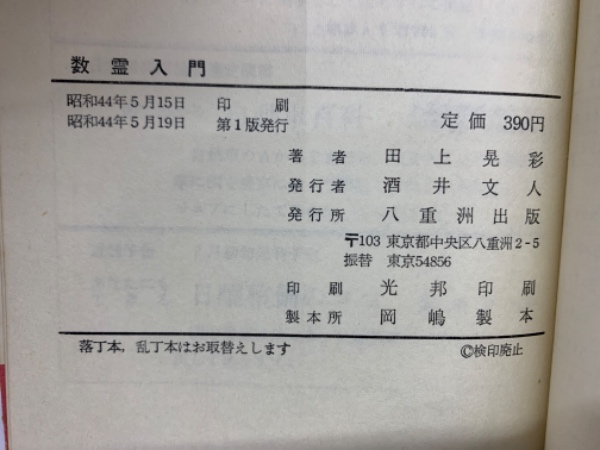 数霊入門
昭和44年5月15日 印刷
昭和44年5月19日 第1版発行
定価 390円
著者 田上晃彩
発行者 酒井文人
発行所 八重洲出版
〒103 東京都中央区八重洲2-5
振替 東京54856
印刷 光邦印刷
製本所 岡嶋製本
落丁本,乱丁本はお取替えします
©検印廃止